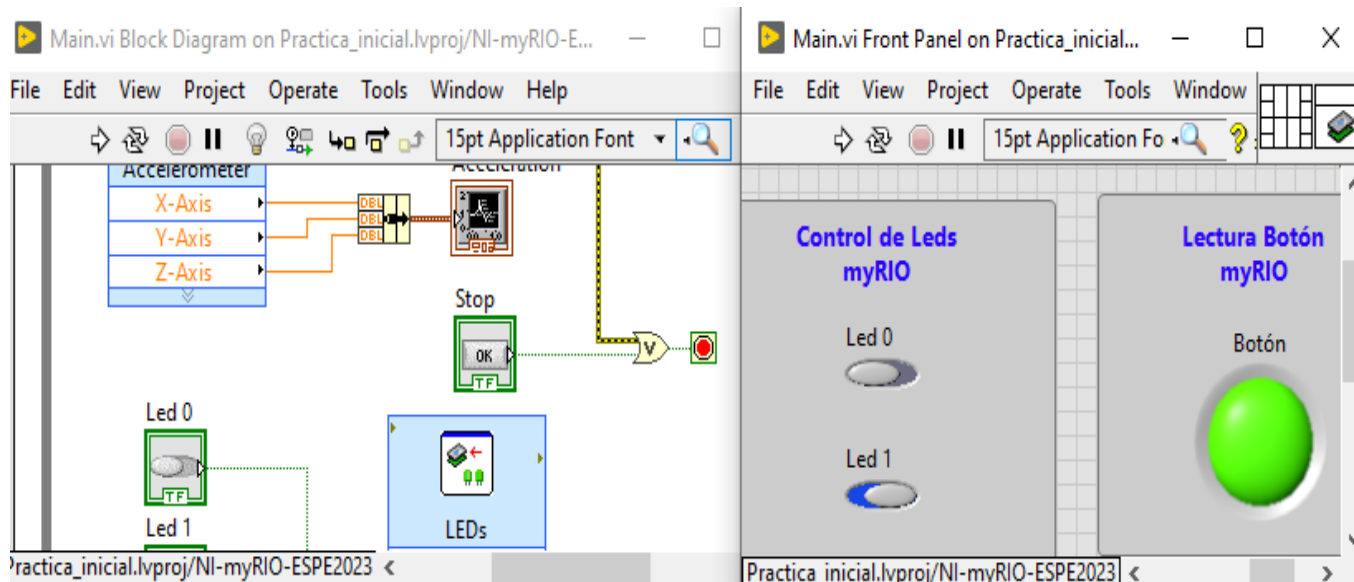 Main.vi Block Diagram on Practica_inicial.lvproj/NI-myRIO-E...
File Edit View Project Operate Tools Window Help
15pt Application Font
Accelerometer
X-Axis
Y-Axis
Z-Axis
DBL
DBL
DBL
Acceleration
Stop
OK
TF
V
Led 0
TF
Led 1
LEDs
Practica_inicial.lvproj/NI-myRIO-ESPE2023
Main.vi Front Panel on Practica_inicial...
File Edit View Project Operate Tools Window
15pt Application Fo
Control de Leds
myRIO
Led 0
Led 1
Lectura Botón
myRIO
Botón
Practica_inicial.lvproj/NI-myRIO-ESPE2023